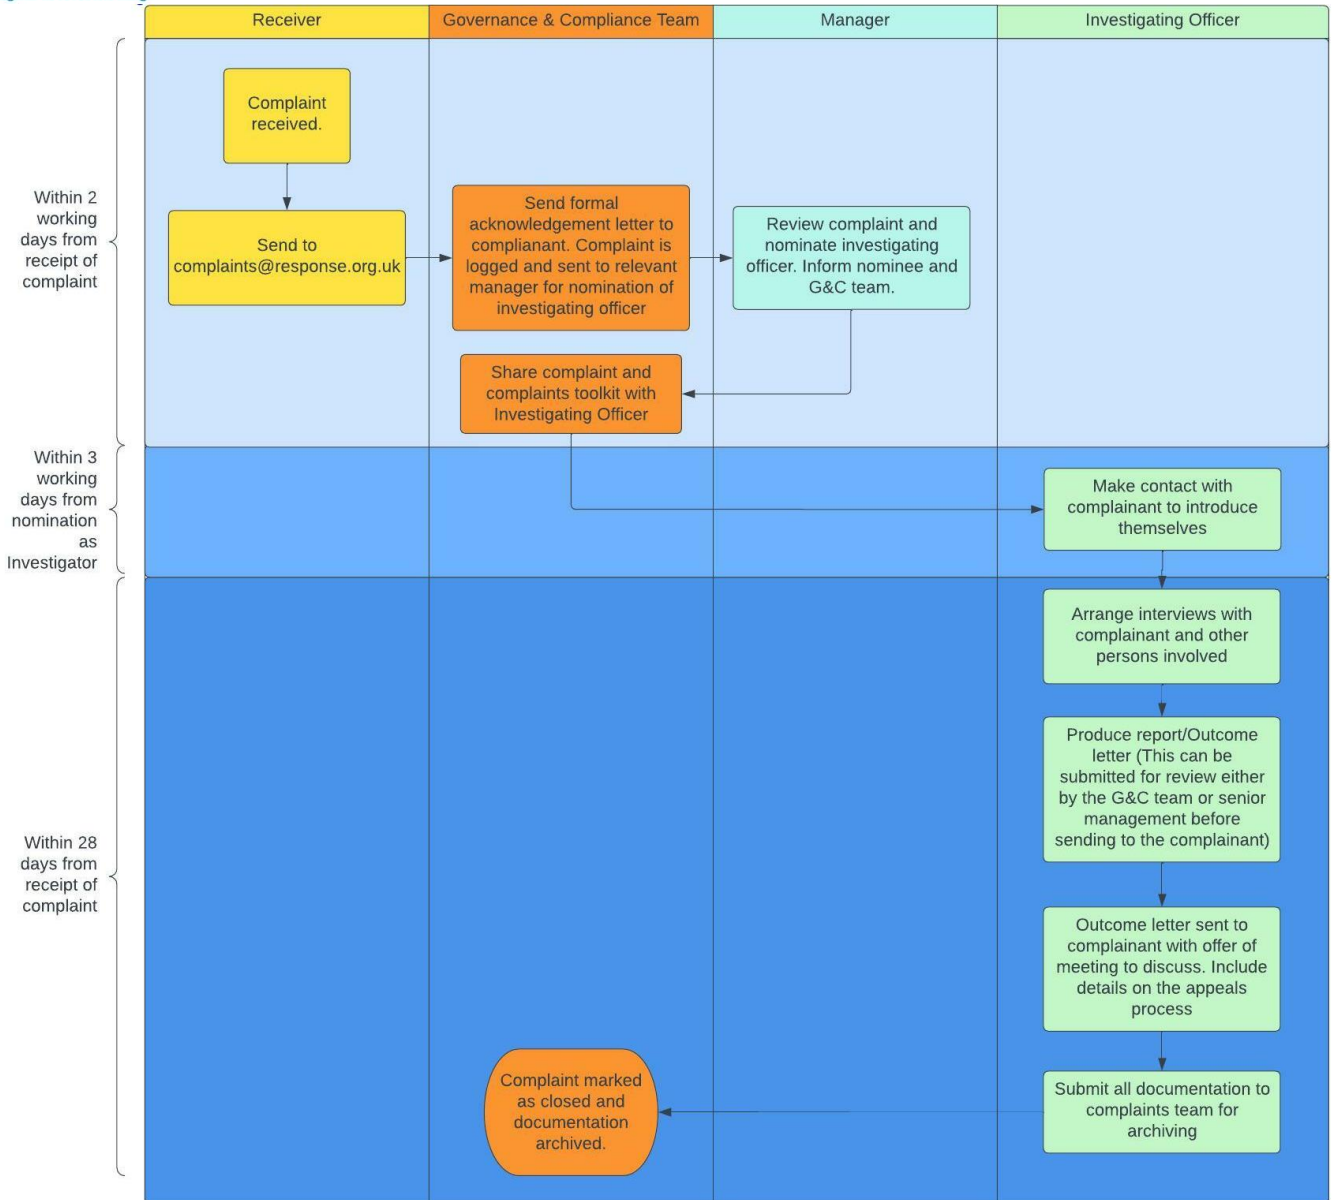 Receiver
Governance & Compliance Team
Manager
Investigating Officer
Within 2
working
days from
receipt of
complaint
Complaint
received.
Send to
complaints@response.org.uk
Send formal
acknowledgement letter to
complianant. Complaint is
logged and sent to relevant
manager for nomination of
investigating officer
Review complaint and
nominate investigating
officer. Inform nominee and
G&C team.
Share complaint and
complaints toolkit with
Investigating Officer
Within 3
working
days from
nomination
as
Investigator
Make contact with
complainant to introduce
themselves
Within 28
days from
receipt of
complaint
Arrange interviews with
complainant and other
persons involved
Produce report/Outcome
letter (This can be
submitted for review either
by the G&C team or senior
management before
sending to the complainant)
Outcome letter sent to
complainant with offer of
meeting to discuss. Include
details on the appeals
process
Submit all documentation to
complaints team for
archiving
Complaint marked
as closed and
documentation
archived.